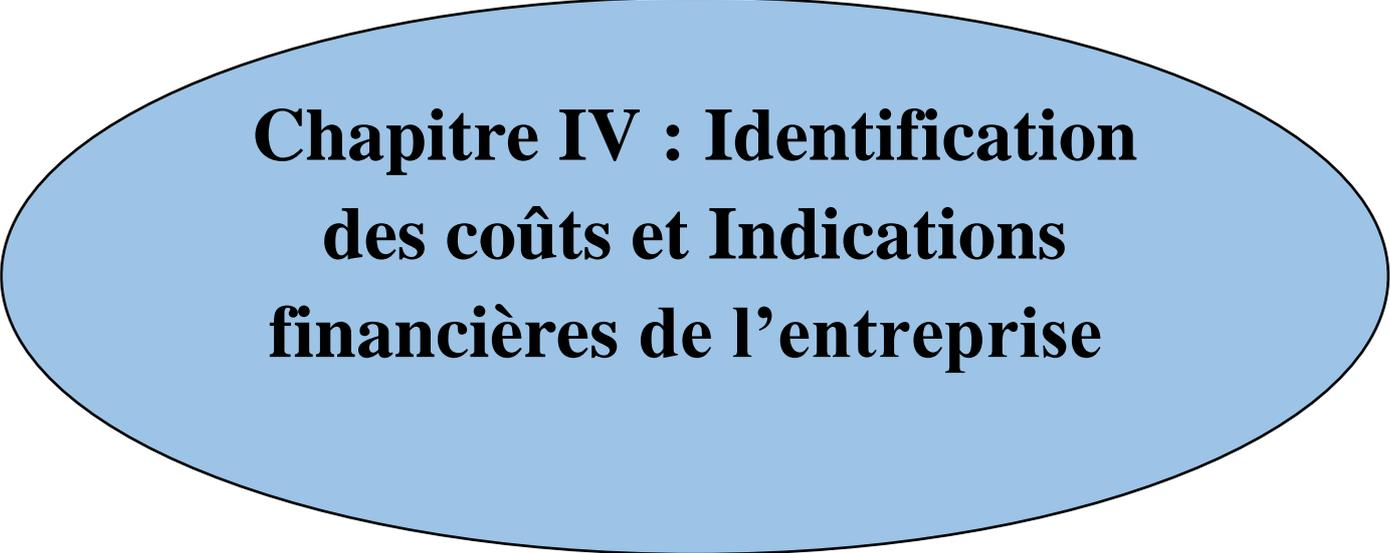 Chapitre IV : Identification
des coûts et Indications
financières de l’entreprise